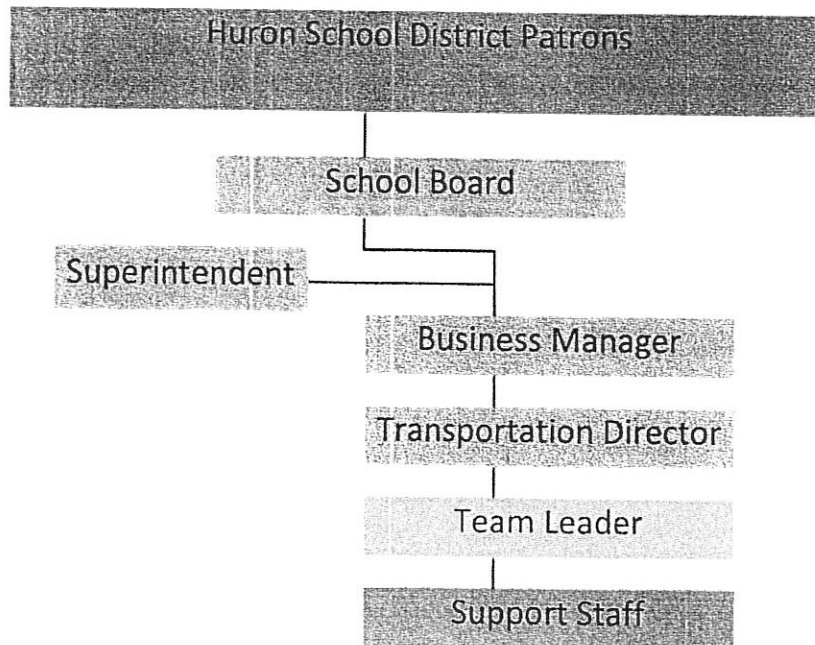 Huron School District Patrons
School Board
Superintendent
Business Manager
Transportation Director
Team Leader
Support Staff